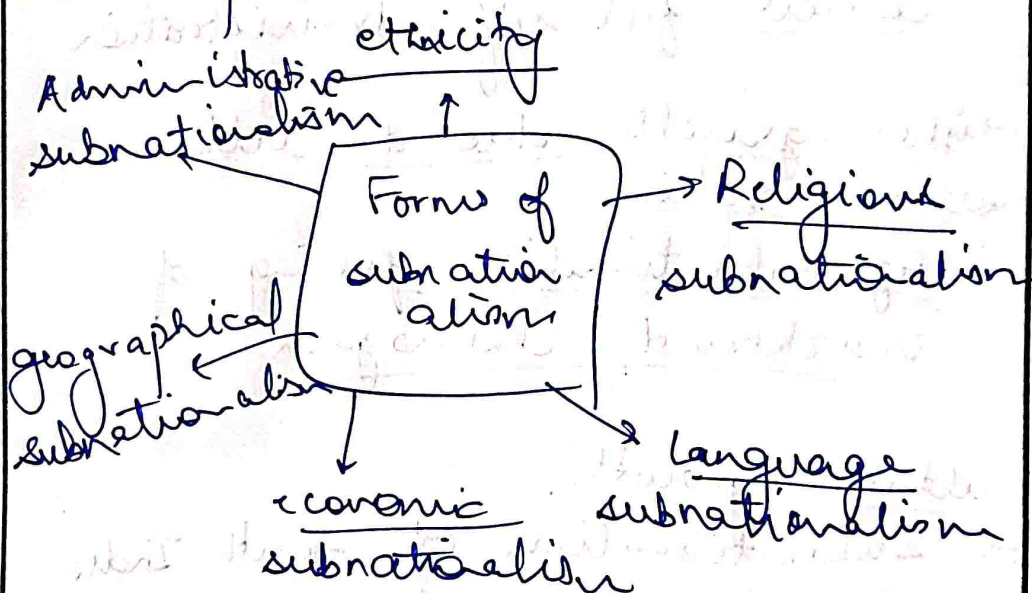 ethnicity
Administrative
subnationalism
Forms of
subnation
alism
Religious
subnationalism
geographical
subnationalism
Language
subnationalism
economic
subnationalism